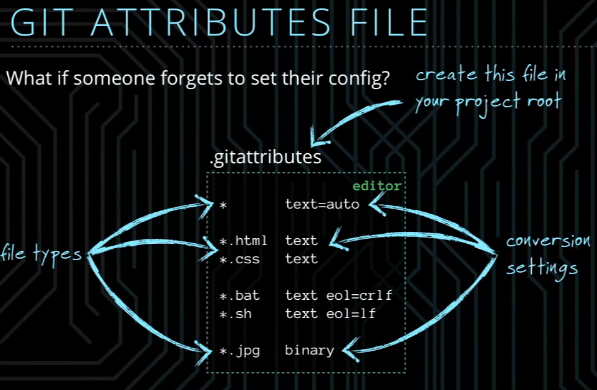 GIT ATTRIBUTES FILE
What if someone forgets to set their config?
create this file in
your project root
.gitattributes
editor
* text=auto
*.html text
*.css text
*.bat text eol=crlf
*.sh text eol=lf
*.jpg binary
file types
conversion
settings